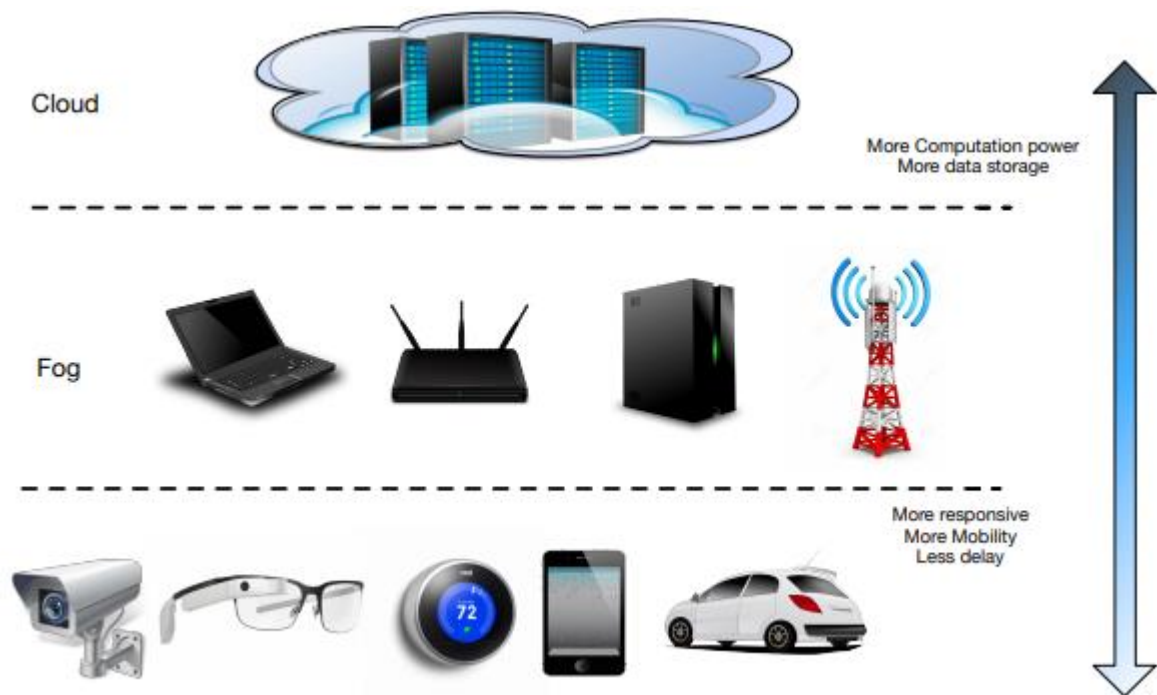 Cloud
More Computation power
More data storage
Fog
More responsive
More Mobility
Less delay
72